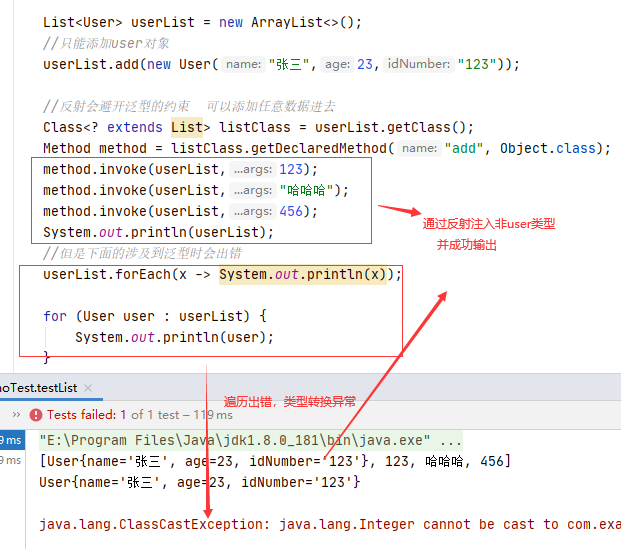 List<User> userList = new ArrayList<>();
//只能添加user对象
userList.add(new User( name: "张三", age: 23, idNumber: "123"));
//反射会避开泛型的约束  可以添加任意数据进去
Class<? extends List> listClass = userList.getClass();
Method method = listClass.getDeclaredMethod( name: "add", Object.class);
method.invoke(userList, ...args: 123);
method.invoke(userList, ...args: "哈哈哈");
method.invoke(userList, ...args: 456);
System.out.println(userList);
通过反射注入非user类型
并成功输出
//但是下面的涉及到泛型时会出错
userList.forEach(x -> System.out.println(x));
for (User user : userList) {
System.out.println(user);
}
noTest.testList ×
遍历出错，类型转换异常
» Tests failed: 1 of 1 test – 119 ms
9 ms
"E:\Program Files\Java\jdk1.8.0_181\bin\java.exe" ...
9 ms
[User{name='张三', age=23, idNumber='123'}, 123, 哈哈哈, 456]
User{name='张三', age=23, idNumber='123'}
java.lang.ClassCastException: java.lang.Integer cannot be cast to com.exa